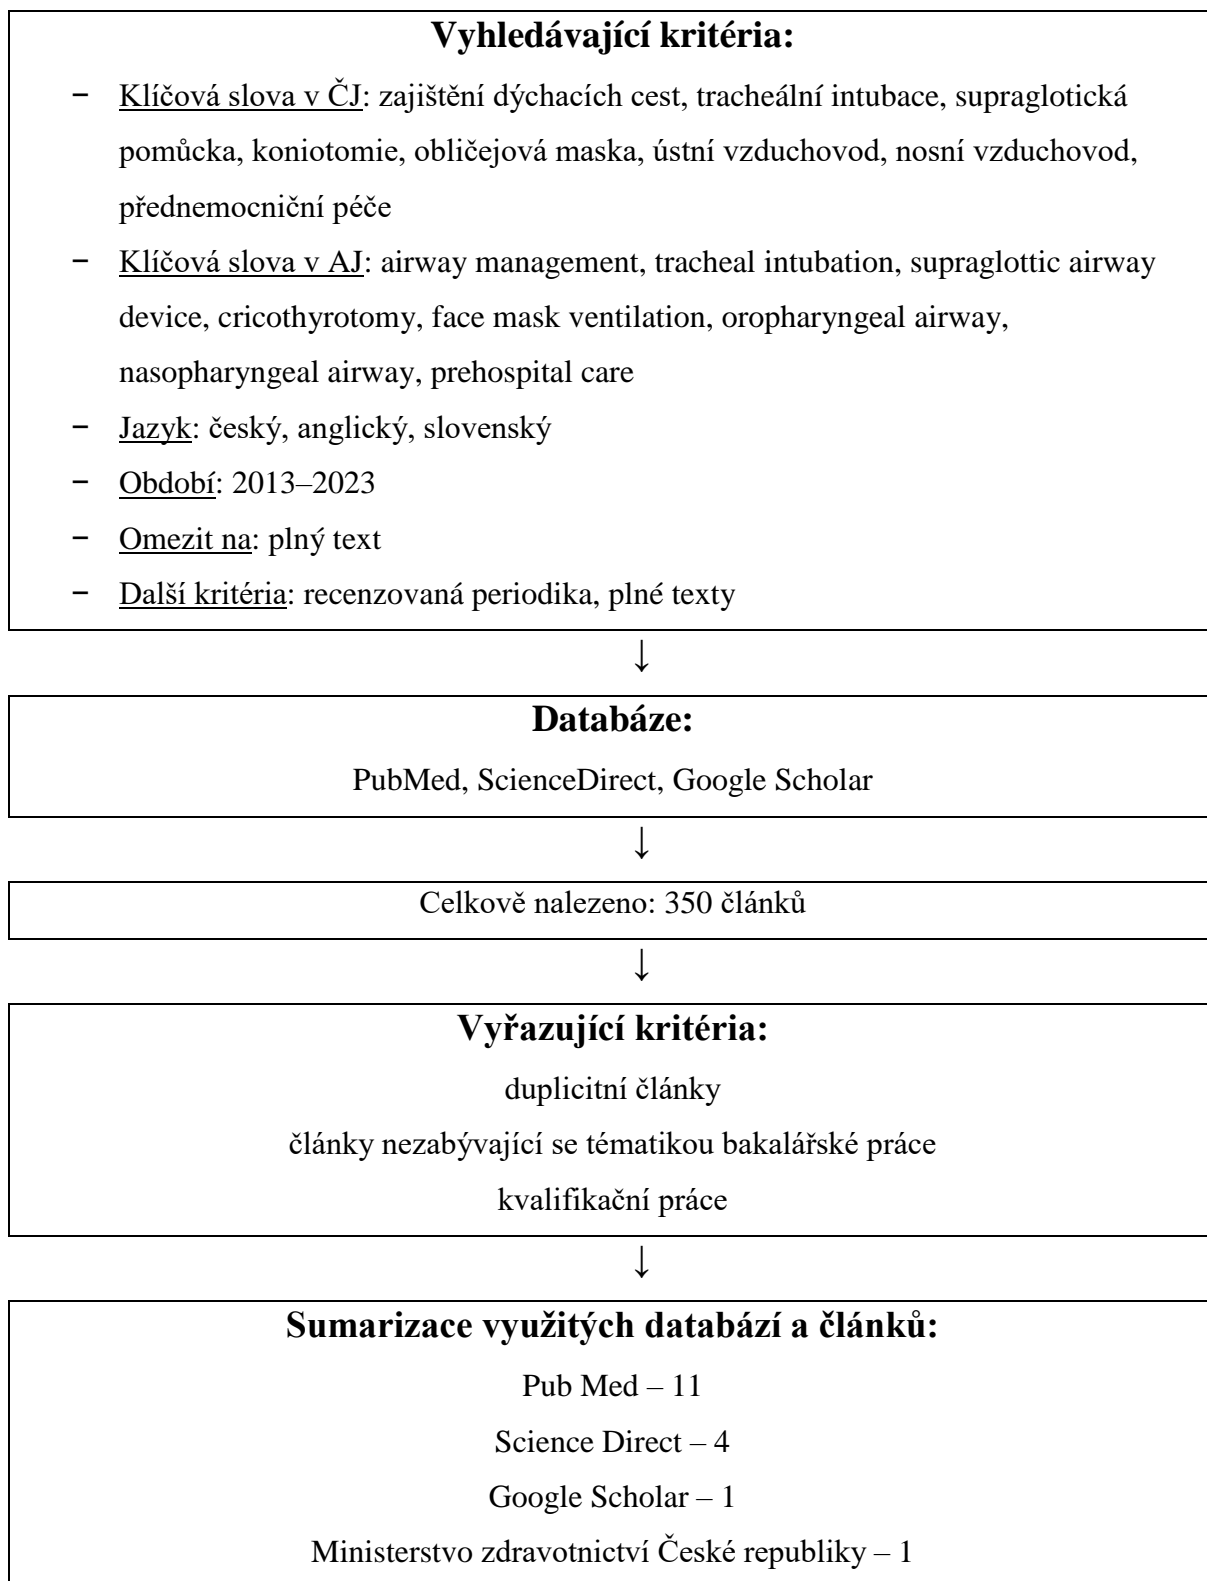 Vyhledávající kritéria:
− Klíčová slova v ČJ: zajištění dýchacích cest, tracheální intubace, supraglotická
pomůcka, koniotomie, obličejová maska, ústní vzduchovod, nosní vzduchovod,
přednemocniční péče
− Klíčová slova v AJ: airway management, tracheal intubation, supraglottic airway
device, cricothyrotomy, face mask ventilation, oropharyngeal airway,
nasopharyngeal airway, prehospital care
− Jazyk: český, anglický, slovenský
− Období: 2013–2023
− Omezit na: plný text
− Další kritéria: recenzovaná periodika, plné texty
↓
Databáze:
PubMed, ScienceDirect, Google Scholar
↓
Celkově nalezeno: 350 článků
↓
Vyřazující kritéria:
duplicitní články
články nezabývající se tématikou bakalářské práce
kvalifikační práce
↓
Sumarizace využitých databází a článků:
Pub Med – 11
Science Direct – 4
Google Scholar – 1
Ministerstvo zdravotnictví České republiky – 1